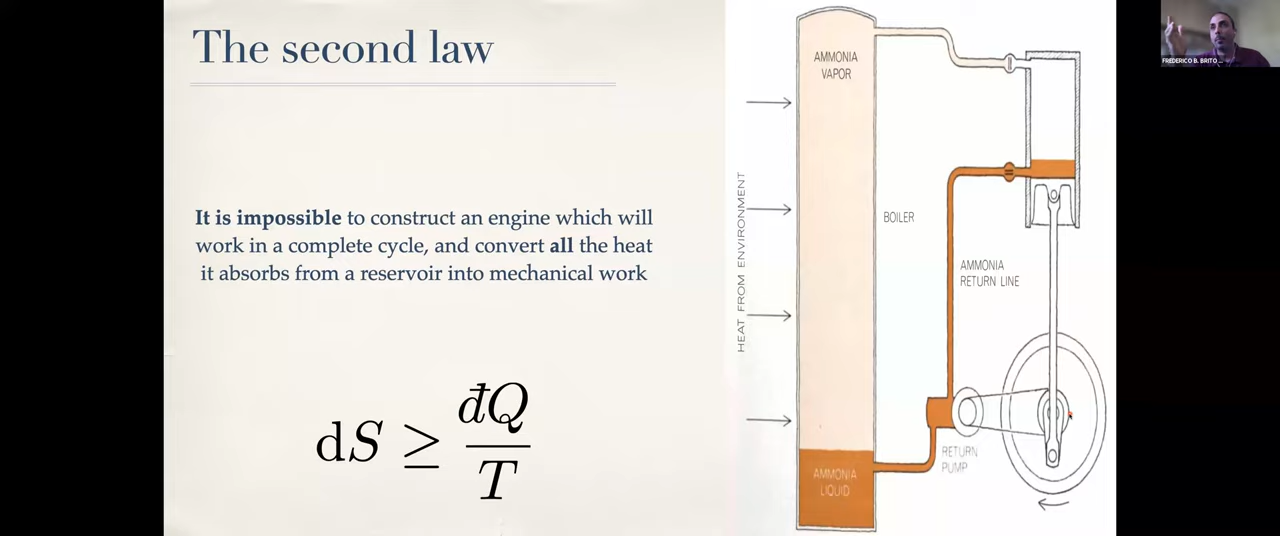 The second law
It is impossible to construct an engine which will
work in a complete cycle, and convert all the heat
it absorbs from a reservoir into mechanical work
dS ≥ đQ / T
AMMONIA
VAPOR
HEAT FROM ENVIRONMENT
BOILER
AMMONIA
RETURN LINE
RETURN
PUMP
AMMONIA
LIQUID
FREDERICO B. BRITO ...